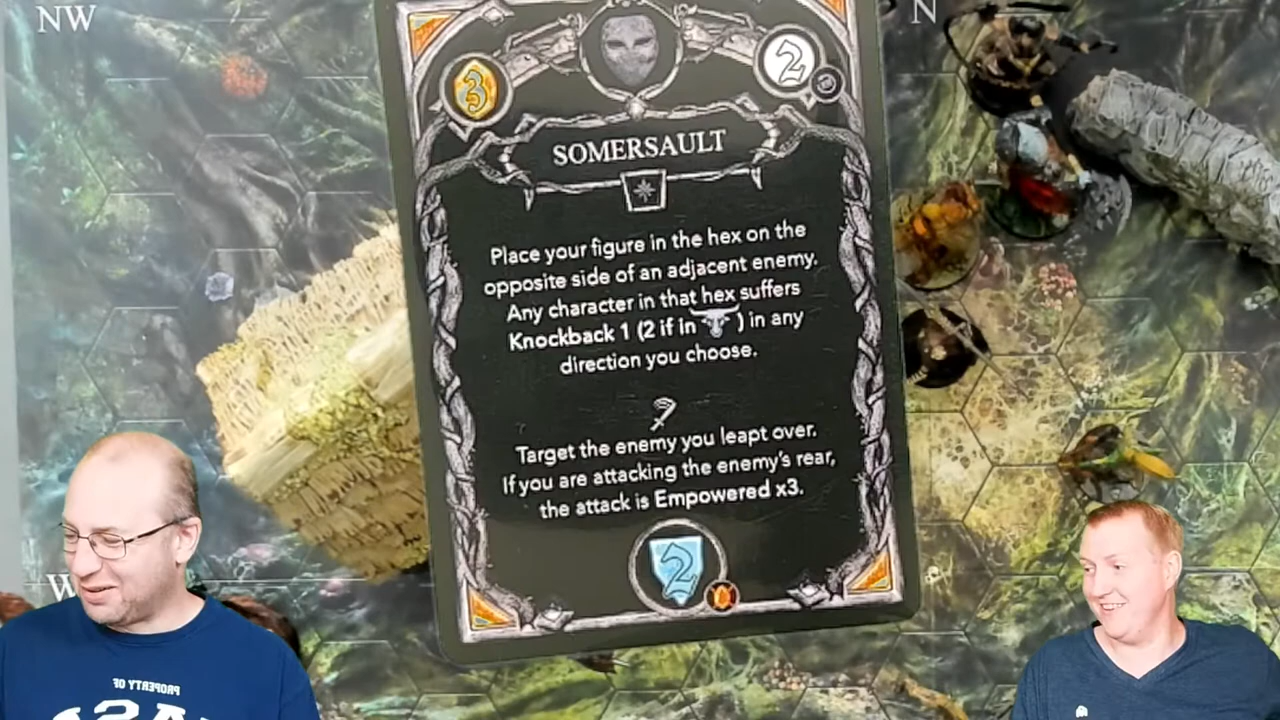 NW
N
3
2
SOMERSAULT
Place your figure in the hex on the
opposite side of an adjacent enemy.
Any character in that hex suffers
Knockback 1 (2 if in ) in any
direction you choose.
Target the enemy you leapt over.
If you are attacking the enemy's rear,
the attack is Empowered x3.
2
W
PROPERTY OF